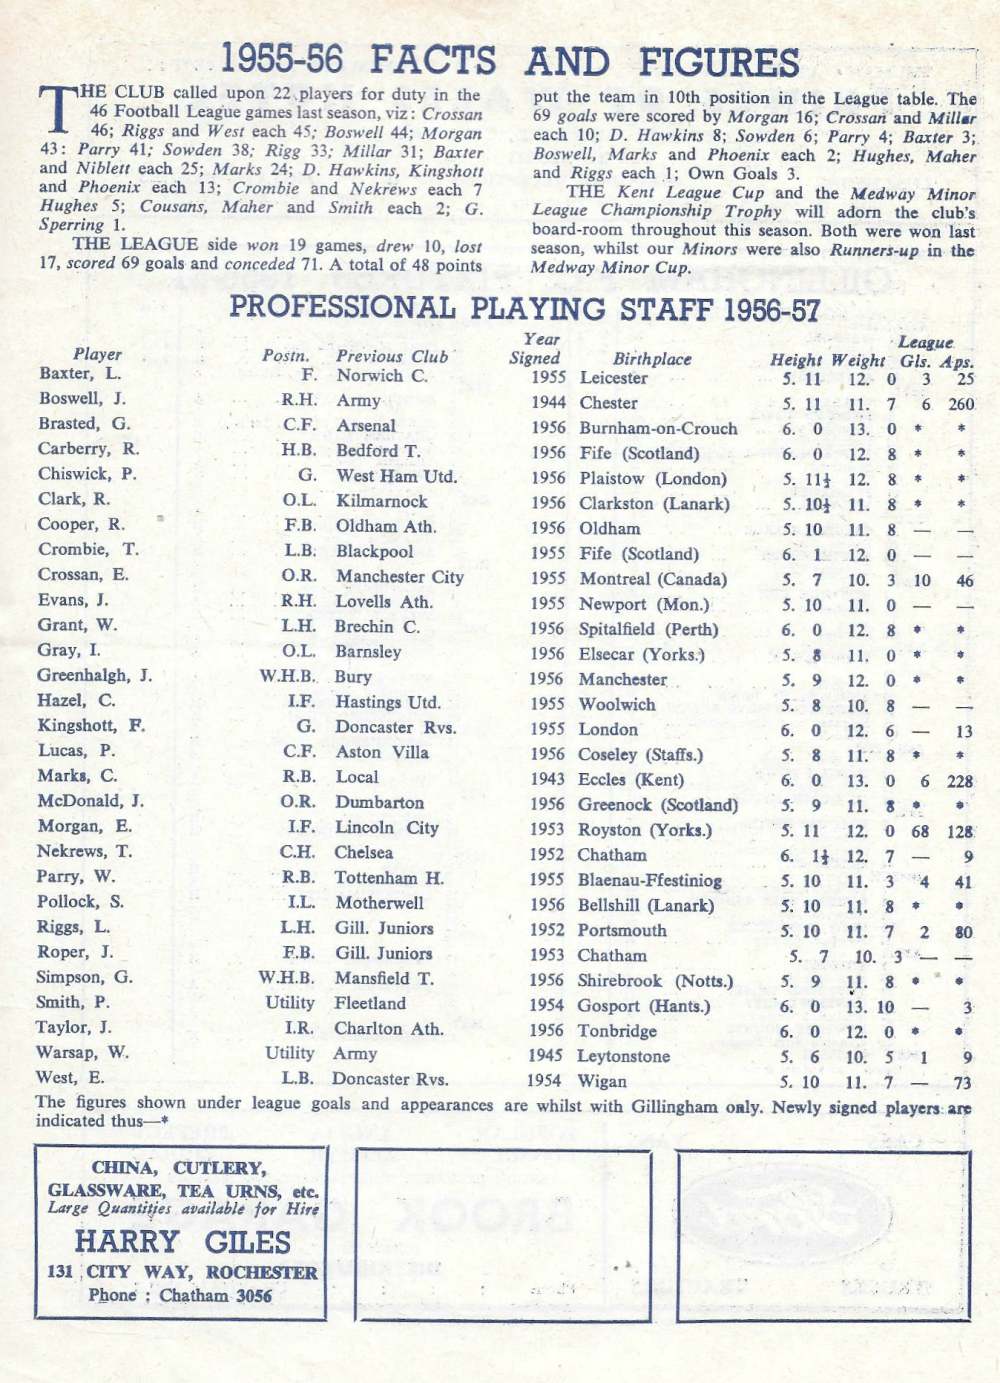 1955-56 FACTS AND FIGURES
THE CLUB called upon 22 players for duty in the
46 Football League games last season, viz : Crossan
46; Riggs and West each 45; Boswell 44; Morgan
43: Parry 41; Sowden 38; Rigg 33; Millar 31; Baxter
and Niblett each 25; Marks 24; D. Hawkins, Kingshott
and Phoenix each 13; Crombie and Nekrews each 7
Hughes 5; Cousans, Maher and Smith each 2; G.
Sperring 1.
THE LEAGUE side won 19 games, drew 10, lost
17, scored 69 goals and conceded 71. A total of 48 points
put the team in 10th position in the League table. The
69 goals were scored by Morgan 16; Crossan and Millar
each 10; D. Hawkins 8; Sowden 6; Parry 4; Baxter 3;
Boswell, Marks and Phoenix each 2; Hughes, Maher
and Riggs each 1; Own Goals 3.
THE Kent League Cup and the Medway Minor
League Championship Trophy will adorn the club's
board-room throughout this season. Both were won last
season, whilst our Minors were also Runners-up in the
Medway Minor Cup.
PROFESSIONAL PLAYING STAFF 1956-57
Player Postn. Previous Club Year Signed Birthplace Height Weight League Gls. Aps.
Baxter, L. F. Norwich C. 1955 Leicester 5. 11 12. 0 3 25
Boswell, J. R.H. Army 1944 Chester 5. 11 11. 7 6 260
Brasted, G. C.F. Arsenal 1956 Burnham-on-Crouch 6. 0 13. 0 * *
Carberry, R. H.B. Bedford T. 1956 Fife (Scotland) 6. 0 12. 8 * *
Chiswick, P. G. West Ham Utd. 1956 Plaistow (London) 5. 11½ 12. 8 * *
Clark, R. O.L. Kilmarnock 1956 Clarkston (Lanark) 5. 10½ 11. 8 * *
Cooper, R. F.B. Oldham Ath. 1956 Oldham 5. 10 11. 8 — —
Crombie, T. L.B. Blackpool 1955 Fife (Scotland) 6. 1 12. 0 — —
Crossan, E. O.R. Manchester City 1955 Montreal (Canada) 5. 7 10. 3 10 46
Evans, J. R.H. Lovells Ath. 1955 Newport (Mon.) 5. 10 11. 0 — —
Grant, W. L.H. Brechin C. 1956 Spitalfield (Perth) 6. 0 12. 8 * *
Gray, I. O.L. Barnsley 1956 Elsecar (Yorks.) 5. 8 11. 0 * *
Greenhalgh, J. W.H.B. Bury 1956 Manchester 5. 9 12. 0 * *
Hazel, C. I.F. Hastings Utd. 1955 Woolwich 5. 8 10. 8 — —
Kingshott, F. G. Doncaster Rvs. 1955 London 6. 0 12. 6 — 13
Lucas, P. C.F. Aston Villa 1956 Coseley (Staffs.) 5. 8 11. 8 * *
Marks, C. R.B. Local 1943 Eccles (Kent) 6. 0 13. 0 6 228
McDonald, J. O.R. Dumbarton 1956 Greenock (Scotland) 5. 9 11. 8 * *
Morgan, E. I.F. Lincoln City 1953 Royston (Yorks.) 5. 11 12. 0 68 128
Nekrews, T. C.H. Chelsea 1952 Chatham 6. 1½ 12. 7 — 9
Parry, W. R.B. Tottenham H. 1955 Blaenau-Ffestiniog 5. 10 11. 3 4 41
Pollock, S. I.L. Motherwell 1956 Bellshill (Lanark) 5. 10 11. 8 * *
Riggs, L. L.H. Gill. Juniors 1952 Portsmouth 5. 10 11. 7 2 80
Roper, J. F.B. Gill. Juniors 1953 Chatham 5. 7 10. 3 — —
Simpson, G. W.H.B. Mansfield T. 1956 Shirebrook (Notts.) 5. 9 11. 8 * *
Smith, P. Utility Fleetland 1954 Gosport (Hants.) 6. 0 13. 10 — 3
Taylor, J. I.R. Charlton Ath. 1956 Tonbridge 6. 0 12. 0 * *
Warsap, W. Utility Army 1945 Leytonstone 5. 6 10. 5 1 9
West, E. L.B. Doncaster Rvs. 1954 Wigan 5. 10 11. 7 — 73
The figures shown under league goals and appearances are whilst with Gillingham only. Newly signed players are
indicated thus—*
CHINA, CUTLERY,
GLASSWARE, TEA URNS, etc.
Large Quantities available for Hire
HARRY GILES
131 CITY WAY, ROCHESTER
Phone : Chatham 3056